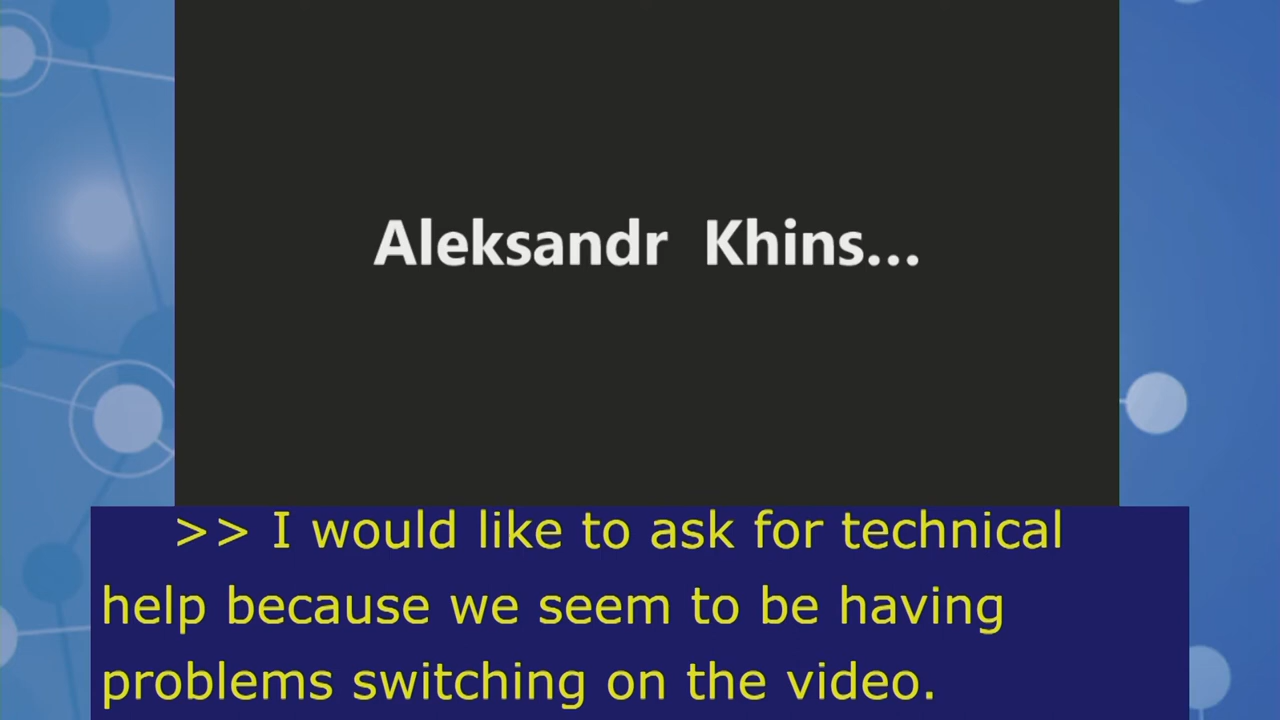 Aleksandr Khins...
>> I would like to ask for technical
help because we seem to be having
problems switching on the video.